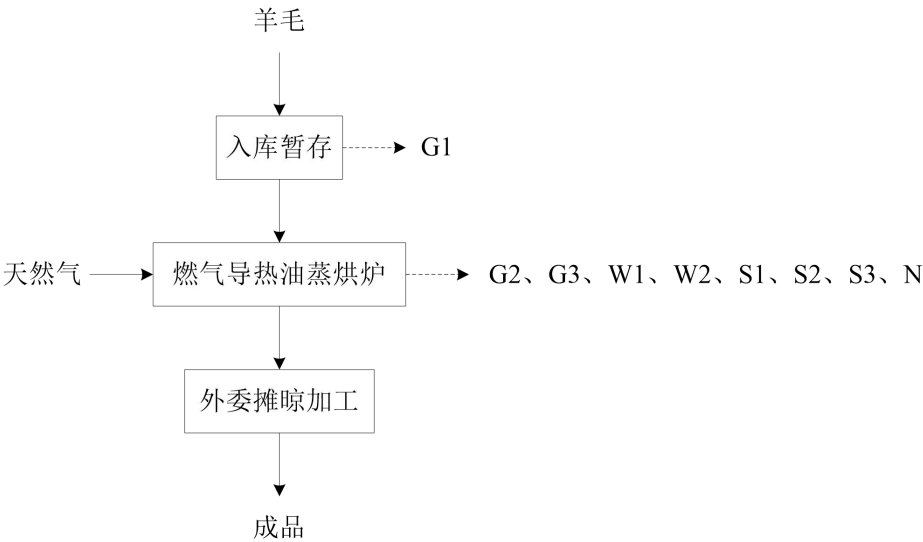 羊毛
入库暂存
G1
天然气
燃气导热油蒸烘炉
G2、G3、W1、W2、S1、S2、S3、N
外委摊晾加工
成品